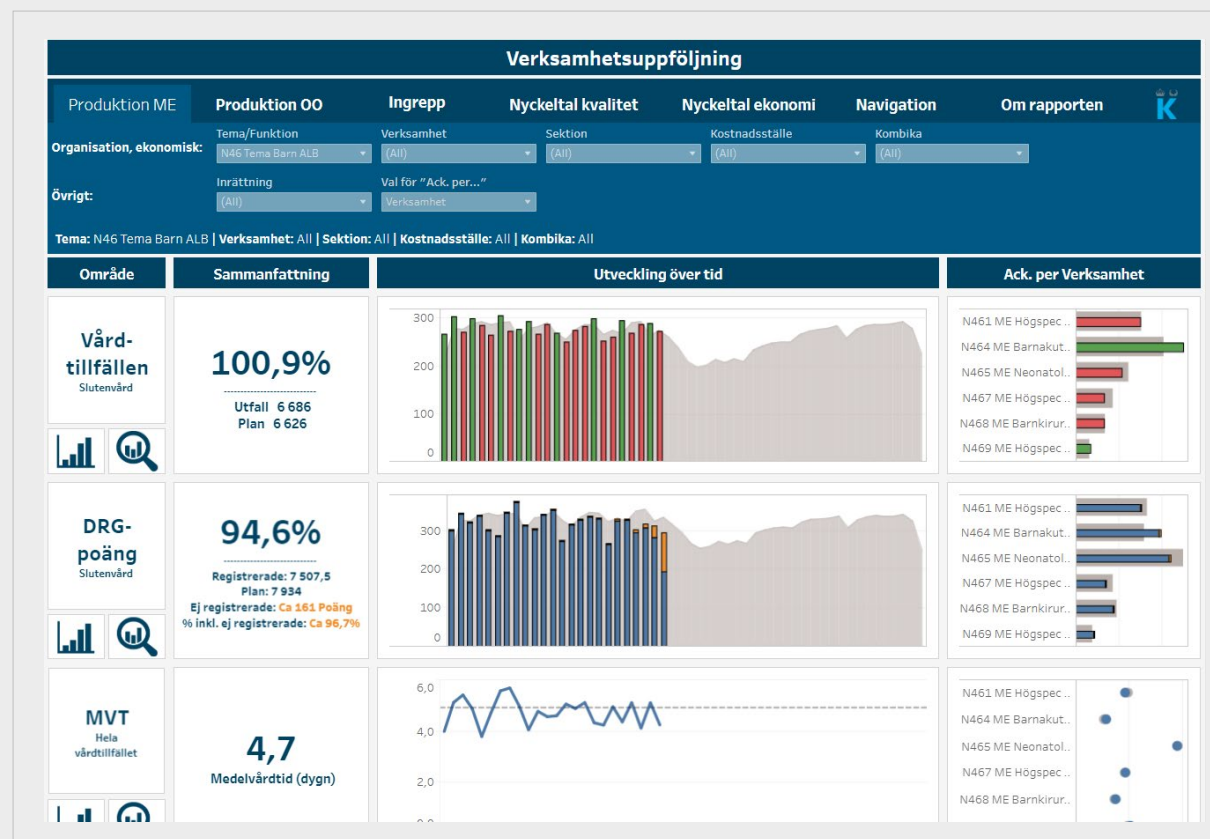 Verksamhetsuppföljning
Produktion ME
Produktion OO
Ingrepp
Nyckeltal kvalitet
Nyckeltal ekonomi
Navigation
Om rapporten
K
Organisation, ekonomisk:
Tema/Funktion
Verksamhet
Sektion
Kostnadsställe
Kombika
N46 Tema Barn ALB
(All)
(All)
(All)
(All)
Övrigt:
Inrättning
Val för "Ack. per..."
(All)
Verksamhet
Tema: N46 Tema Barn ALB | Verksamhet: All | Sektion: All | Kostnadsställe: All | Kombika: All
Område
Sammanfattning
Utveckling över tid
Ack. per Verksamhet
Vård-
tillfällen
Slutenvård
100,9%
Utfall 6 686
Plan 6 626
300
200
100
0
N461 ME Högspec ..
N464 ME Barnakut..
N465 ME Neonatol..
N467 ME Högspec ..
N468 ME Barnkirur..
N469 ME Högspec ..
DRG-
poäng
Slutenvård
94,6%
Registrerade: 7 507,5
Plan: 7 934
Ej registrerade: Ca 161 Poäng
% inkl. ej registrerade: Ca 96,7%
300
200
100
0
N461 ME Högspec ..
N464 ME Barnakut..
N465 ME Neonatol..
N467 ME Högspec ..
N468 ME Barnkirur..
N469 ME Högspec ..
MVT
Hela
vårdtillfället
4,7
Medelvårdtid (dygn)
6,0
4,0
2,0
N461 ME Högspec ..
N464 ME Barnakut..
N465 ME Neonatol..
N467 ME Högspec ..
N468 ME Barnkirur..